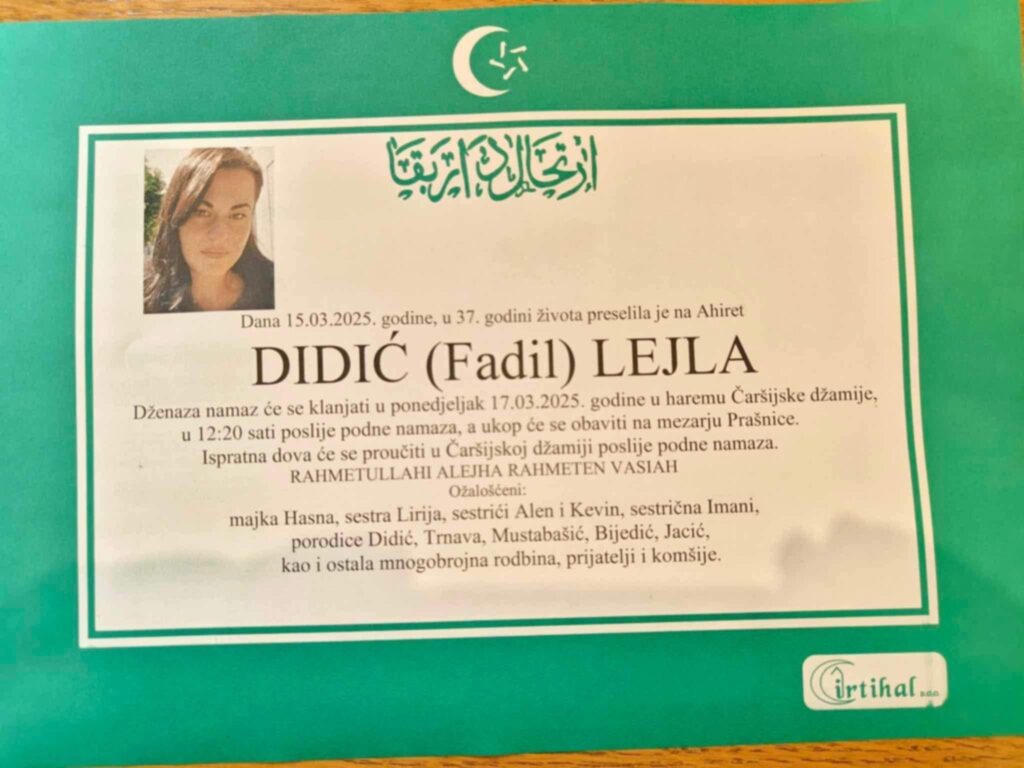 ارتحال دار بقا
Dana 15.03.2025. godine, u 37. godini života preselila je na Ahiret
DIDIĆ (Fadil) LEJLA
Dženaza namaz će se klanjati u ponedjeljak 17.03.2025. godine u haremu Čaršijske džamije,
u 12:20 sati poslije podne namaza, a ukop će se obaviti na mezarju Prašnice.
Ispratna dova će se proučiti u Čaršijskoj džamiji poslije podne namaza.
RAHMETULLAHI ALEJHA RAHMETEN VASIAH
Ožalošćeni:
majka Hasna, sestra Lirija, sestrići Alen i Kevin, sestrična Imani,
porodice Didić, Trnava, Mustabašić, Bijedić, Jacić,
kao i ostala mnogobrojna rodbina, prijatelji i komšije.
îrtihal d.o.o.